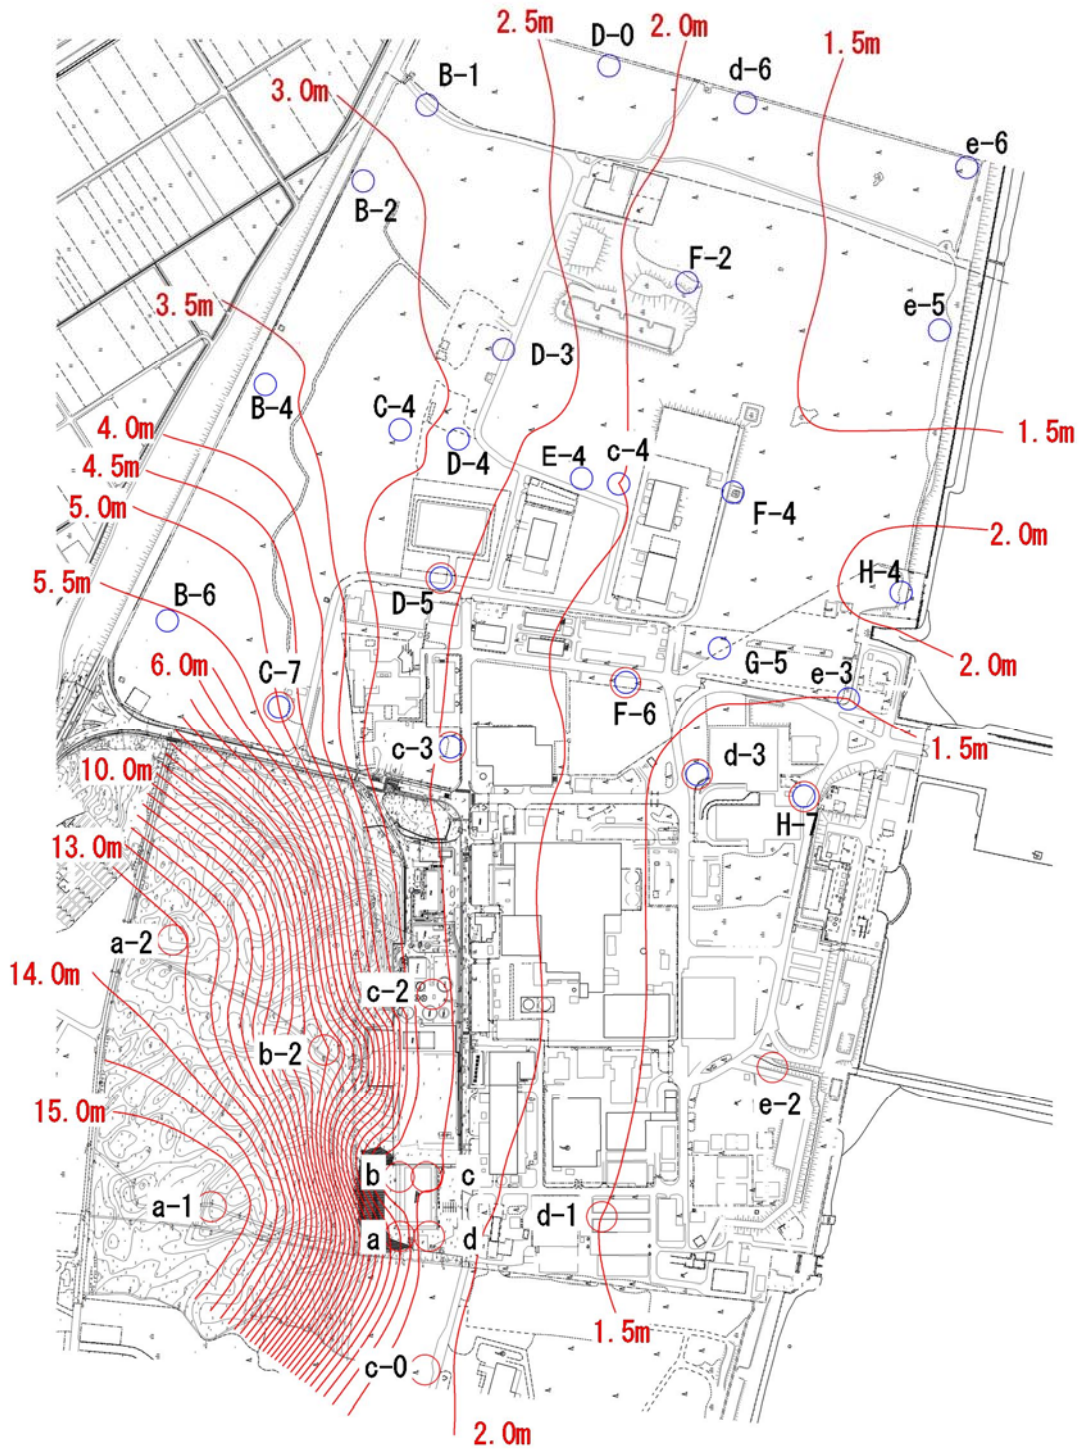 2.5m
D-0
2.0m
1.5m
d-6
B-1
3.0m
e-6
B-2
F-2
3.5m
e-5
D-3
B-4
C-4
4.0m
1.5m
D-4
E-4
c-4
4.5m
5.0m
F-4
2.0m
5.5m
B-6
D-5
H-4
6.0m
C-7
G-5
2.0m
F-6
e-3
c-3
d-3
1.5m
10.0m
H-7
13.0m
a-2
14.0m
c-2
b-2
15.0m
e-2
b
c
a-1
d-1
a
d
1.5m
c-0
2.0m